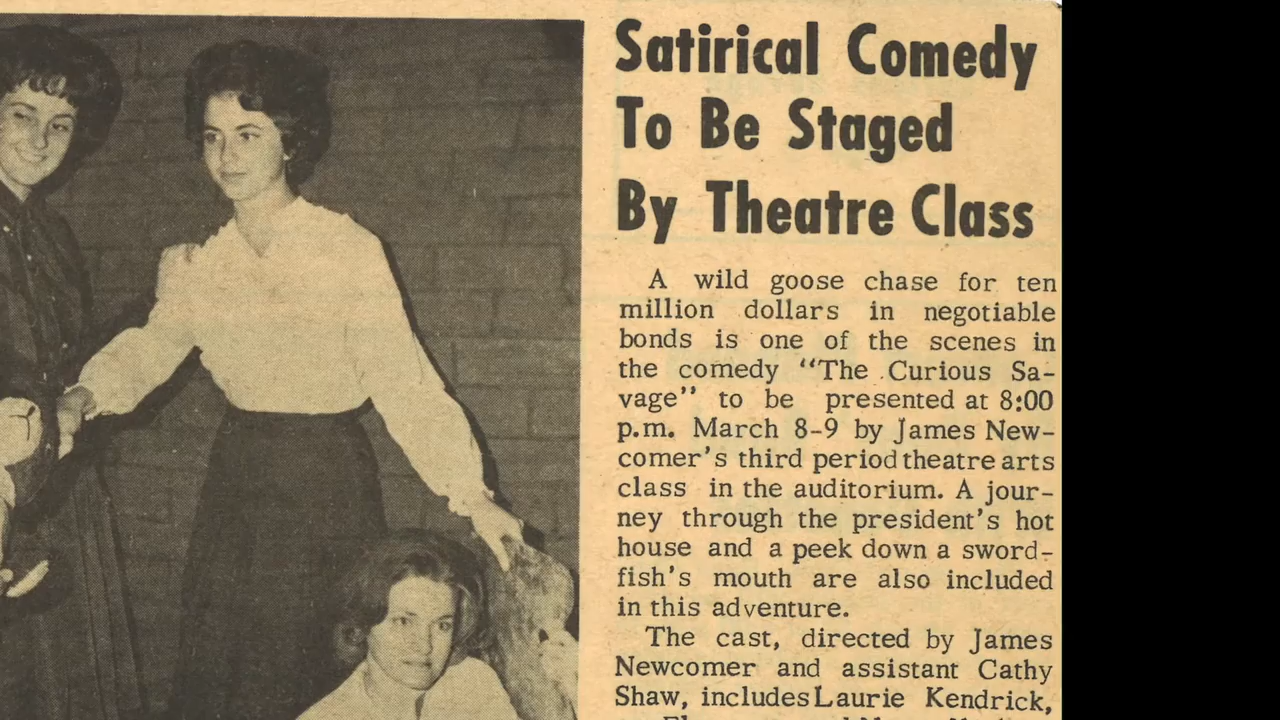 Satirical Comedy
To Be Staged
By Theatre Class
A wild goose chase for ten
million dollars in negotiable
bonds is one of the scenes in
the comedy “The Curious Sa-
vage” to be presented at 8:00
p.m. March 8-9 by James New-
comer’s third period theatre arts
class in the auditorium. A jour-
ney through the president’s hot
house and a peek down a sword-
fish’s mouth are also included
in this adventure.
The cast, directed by James
Newcomer and assistant Cathy
Shaw, includes Laurie Kendrick,